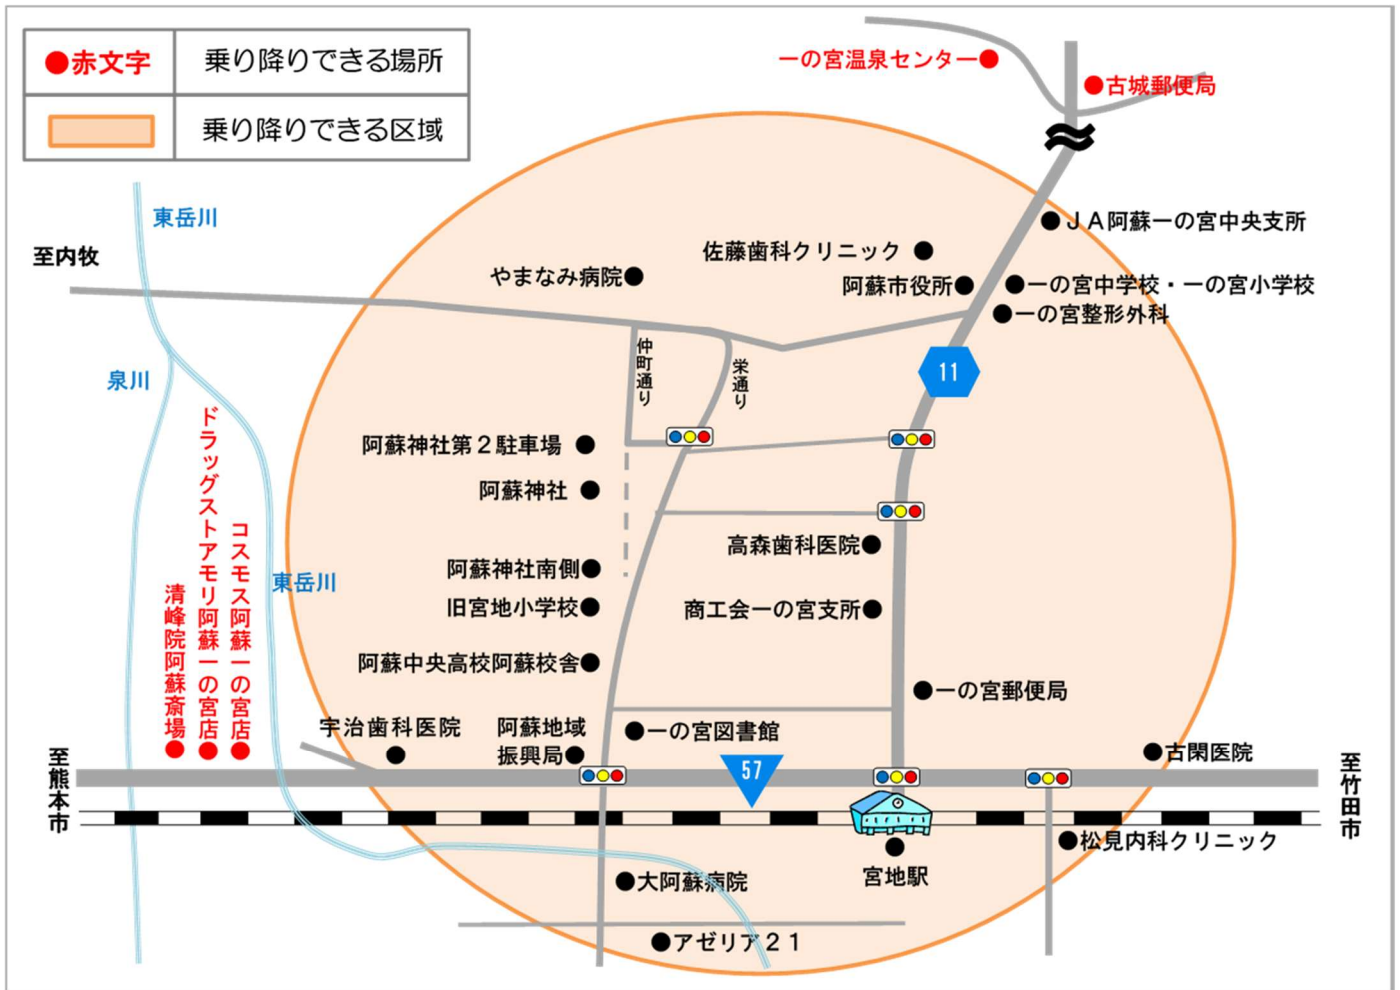 ●赤文字
乗り降りできる場所
乗り降りできる区域
一の宮温泉センター
古城郵便局
東岳川
至内牧
JA阿蘇一の宮中央支所
佐藤歯科クリニック
やまなみ病院
阿蘇市役所
一の宮中学校・一の宮小学校
一の宮整形外科
仲町通り
栄通り
11
泉川
ドラッグストアモリ阿蘇一の宮店
コスモス阿蘇一の宮店
清峰院阿蘇斎場
東岳川
阿蘇神社第2駐車場
阿蘇神社
高森歯科医院
阿蘇神社南側
旧宮地小学校
商工会一の宮支所
阿蘇中央高校阿蘇校舎
一の宮郵便局
宇治歯科医院
阿蘇地域
振興局
一の宮図書館
57
古閑医院
至熊本市
至竹田市
松見内科クリニック
宮地駅
大阿蘇病院
アゼリア21